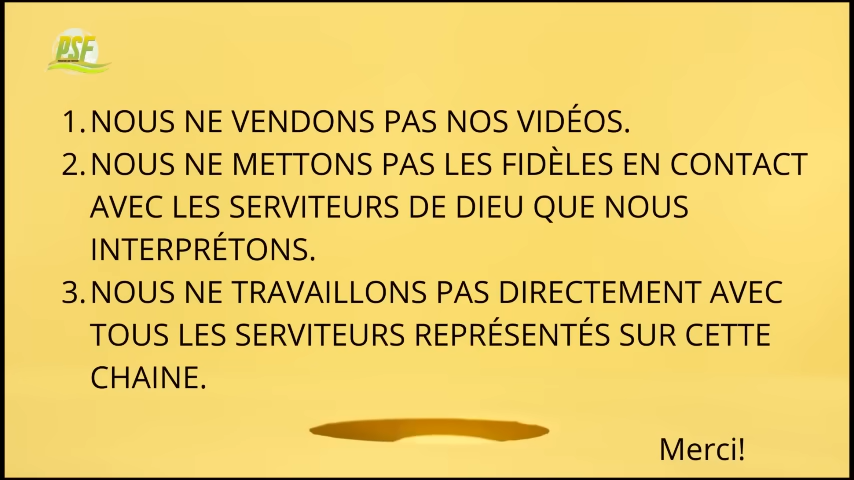 PSF
1. NOUS NE VENDONS PAS NOS VIDÉOS.
2. NOUS NE METTONS PAS LES FIDÈLES EN CONTACT
AVEC LES SERVITEURS DE DIEU QUE NOUS
INTERPRÉTONS.
3. NOUS NE TRAVAILLONS PAS DIRECTEMENT AVEC
TOUS LES SERVITEURS REPRÉSENTÉS SUR CETTE
CHAINE.
Merci!